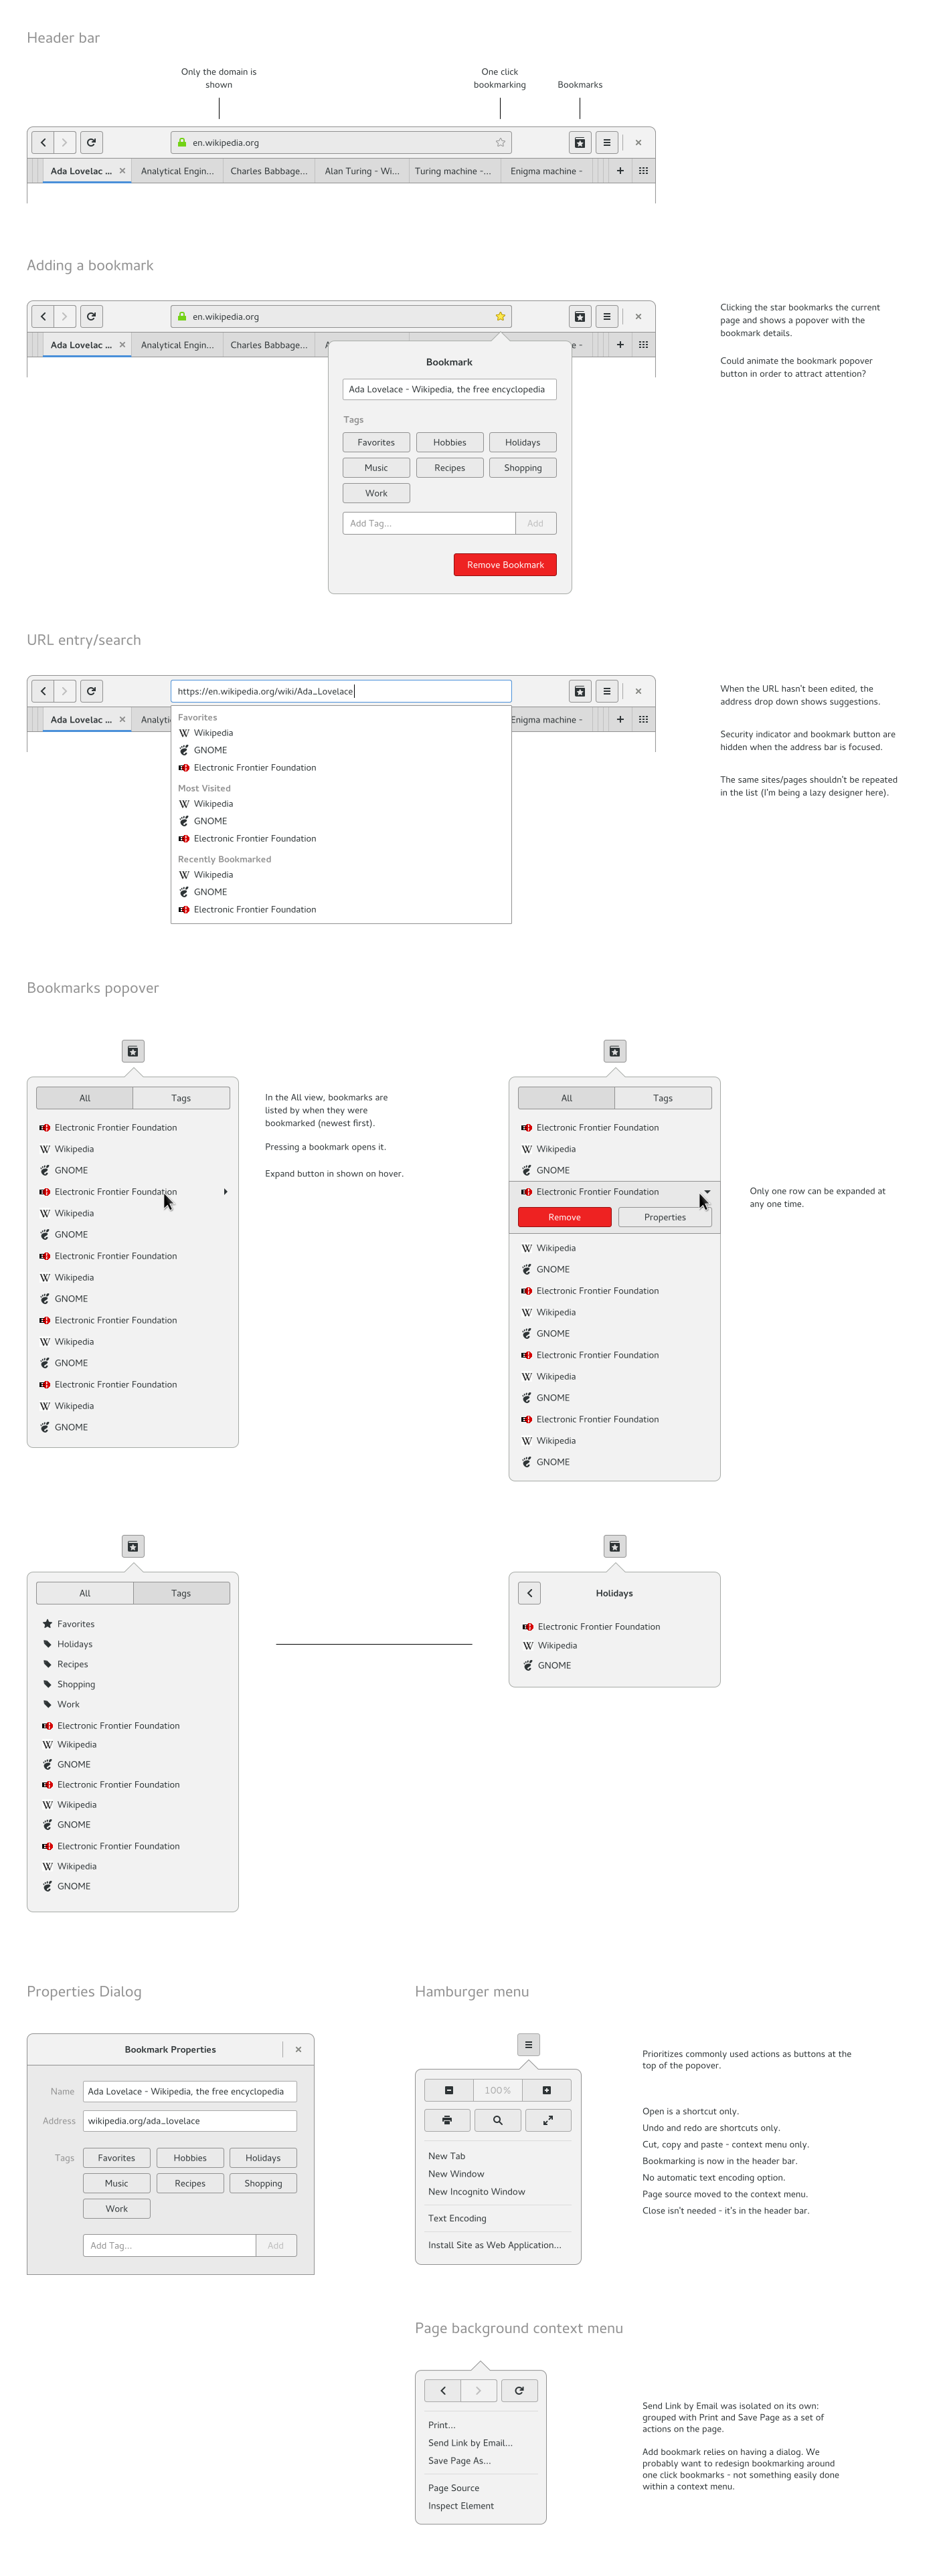 Header bar
Only the domain is
shown
One click
bookmarking
Bookmarks
en.wikipedia.org
Ada Lovelac ...
Analytical Engin...
Charles Babbage...
Alan Turing - Wi...
Turing machine -...
Enigma machine -
Adding a bookmark
en.wikipedia.org
Ada Lovelac ...
Analytical Engin...
Charles Babbage...
A
e -
Bookmark
Ada Lovelace - Wikipedia, the free encyclopedia
Tags
Favorites
Hobbies
Holidays
Music
Recipes
Shopping
Work
Add Tag...
Add
Remove Bookmark
Clicking the star bookmarks the current
page and shows a popover with the
bookmark details.
Could animate the bookmark popover
button in order to attract attention?
URL entry/search
https://en.wikipedia.org/wiki/Ada_Lovelace
Ada Lovelac ...
Analyti
Enigma machine -
Favorites
Wikipedia
GNOME
Electronic Frontier Foundation
Most Visited
Wikipedia
GNOME
Electronic Frontier Foundation
Recently Bookmarked
Wikipedia
GNOME
Electronic Frontier Foundation
When the URL hasn't been edited, the
address drop down shows suggestions.
Security indicator and bookmark button are
hidden when the address bar is focused.
The same sites/pages shouldn't be repeated
in the list (I'm being a lazy designer here).
Bookmarks popover
All
Tags
Electronic Frontier Foundation
Wikipedia
GNOME
Electronic Frontier Foundation
Wikipedia
GNOME
Electronic Frontier Foundation
Wikipedia
GNOME
Electronic Frontier Foundation
Wikipedia
GNOME
Electronic Frontier Foundation
Wikipedia
GNOME
In the All view, bookmarks are
listed by when they were
bookmarked (newest first).
Pressing a bookmark opens it.
Expand button in shown on hover.
All
Tags
Electronic Frontier Foundation
Wikipedia
GNOME
Electronic Frontier Foundation
Remove
Properties
Wikipedia
GNOME
Electronic Frontier Foundation
Wikipedia
GNOME
Electronic Frontier Foundation
Wikipedia
GNOME
Electronic Frontier Foundation
Wikipedia
GNOME
Only one row can be expanded at
any one time.
All
Tags
Favorites
Holidays
Recipes
Shopping
Work
Electronic Frontier Foundation
Wikipedia
GNOME
Electronic Frontier Foundation
Wikipedia
GNOME
Electronic Frontier Foundation
Wikipedia
GNOME
Holidays
Electronic Frontier Foundation
Wikipedia
GNOME
Properties Dialog
Bookmark Properties
Name
Ada Lovelace - Wikipedia, the free encyclopedia
Address
wikipedia.org/ada_lovelace
Tags
Favorites
Hobbies
Holidays
Music
Recipes
Shopping
Work
Add Tag...
Add
Hamburger menu
100%
New Tab
New Window
New Incognito Window
Text Encoding
Install Site as Web Application...
Prioritizes commonly used actions as buttons at the
top of the popover.
Open is a shortcut only.
Undo and redo are shortcuts only.
Cut, copy and paste - context menu only.
Bookmarking is now in the header bar.
No automatic text encoding option.
Page source moved to the context menu.
Close isn't needed - it's in the header bar.
Page background context menu
Print...
Send Link by Email...
Save Page As...
Page Source
Inspect Element
Send Link by Email was isolated on its own:
grouped with Print and Save Page as a set of
actions on the page.
Add bookmark relies on having a dialog. We
probably want to redesign bookmarking around
one click bookmarks - not something easily done
within a context menu.